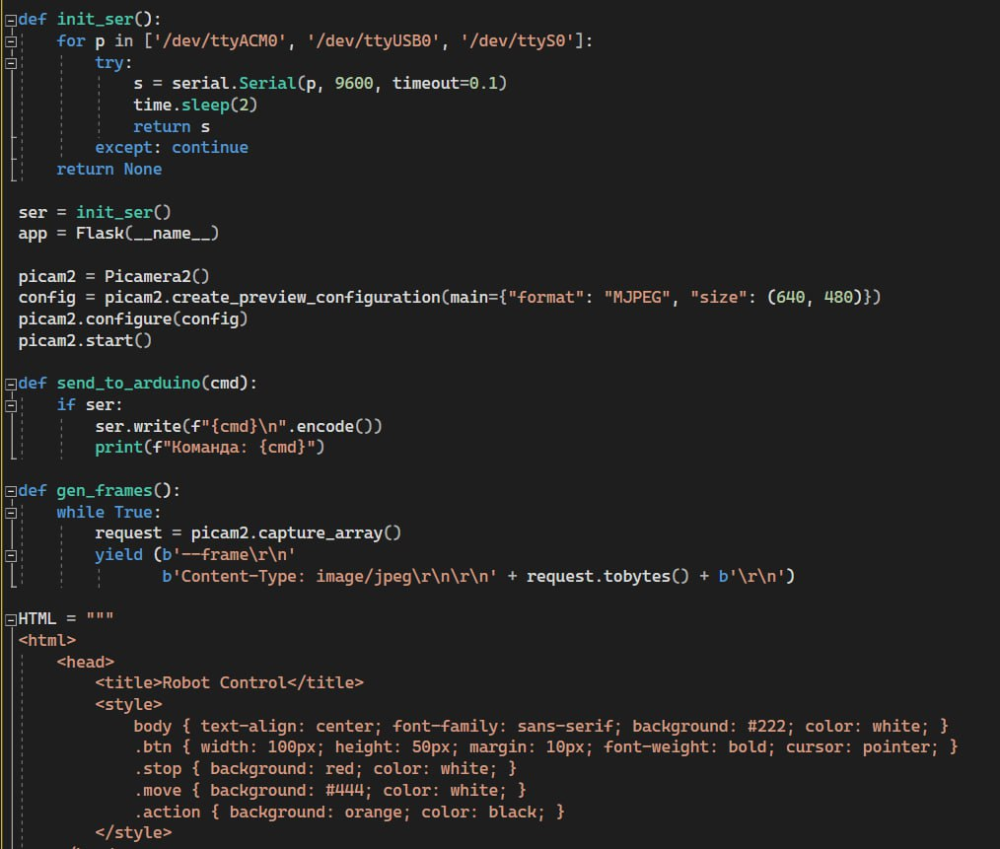 def init_ser():
    for p in ['/dev/ttyACM0', '/dev/ttyUSB0', '/dev/ttyS0']:
        try:
            s = serial.Serial(p, 9600, timeout=0.1)
            time.sleep(2)
            return s
        except: continue
    return None

ser = init_ser()
app = Flask(__name__)

picam2 = Picamera2()
config = picam2.create_preview_configuration(main={"format": "MJPEG", "size": (640, 480)})
picam2.configure(config)
picam2.start()

def send_to_arduino(cmd):
    if ser:
        ser.write(f"{cmd}\n".encode())
        print(f"Команда: {cmd}")

def gen_frames():
    while True:
        request = picam2.capture_array()
        yield (b'--frame\r\n'
               b'Content-Type: image/jpeg\r\n\r\n' + request.tobytes() + b'\r\n')

HTML = """
<html>
    <head>
        <title>Robot Control</title>
        <style>
            body { text-align: center; font-family: sans-serif; background: #222; color: white; }
            .btn { width: 100px; height: 50px; margin: 10px; font-weight: bold; cursor: pointer; }
            .stop { background: red; color: white; }
            .move { background: #444; color: white; }
            .action { background: orange; color: black; }
        </style>